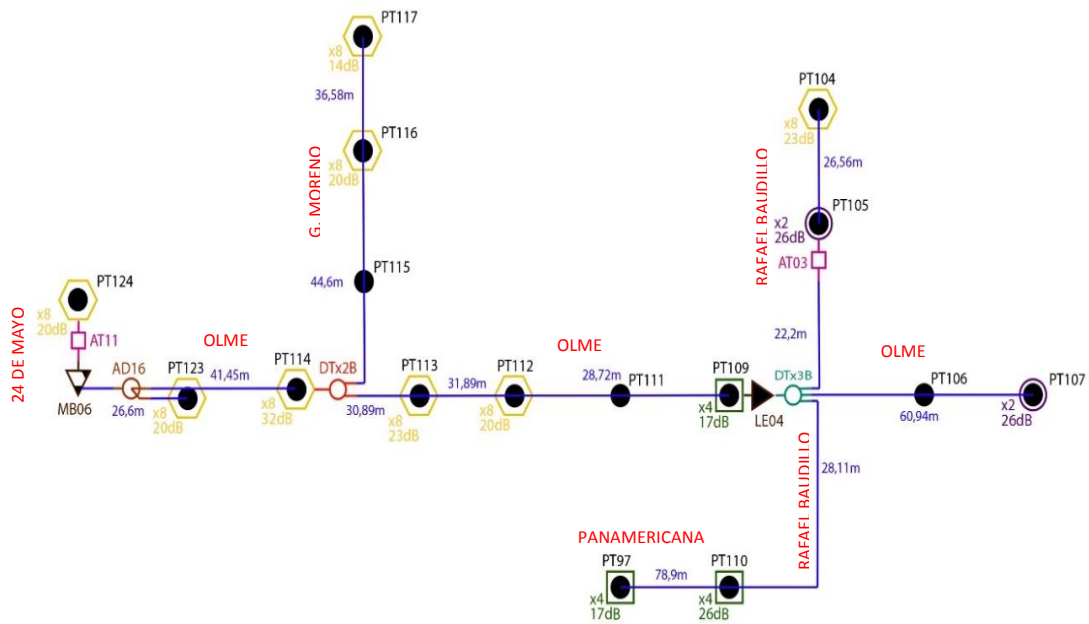 PT117
x8
14dB
36,58m
PT116
x8
20dB
G. MORENO
PT115
44,6m
PT104
x8
23dB
26,56m
PT105
x2
26dB
RAFAEL BAUDILLO
AT03
22,2m
24 DE MAYO
PT124
x8
20dB
AT11
MB06
AD16
26,6m
PT123
x8
20dB
OLME
41,45m
PT114
x8
32dB
DTx2B
30,89m
PT113
x8
23dB
31,89m
PT112
x8
20dB
OLME
28,72m
PT111
PT109
x4
17dB
LE04
DTx3B
OLME
PT106
60,94m
PT107
x2
26dB
RAFAEL BAUDILLO
28,11m
PANAMERICANA
PT97
x4
17dB
78,9m
PT110
x4
26dB